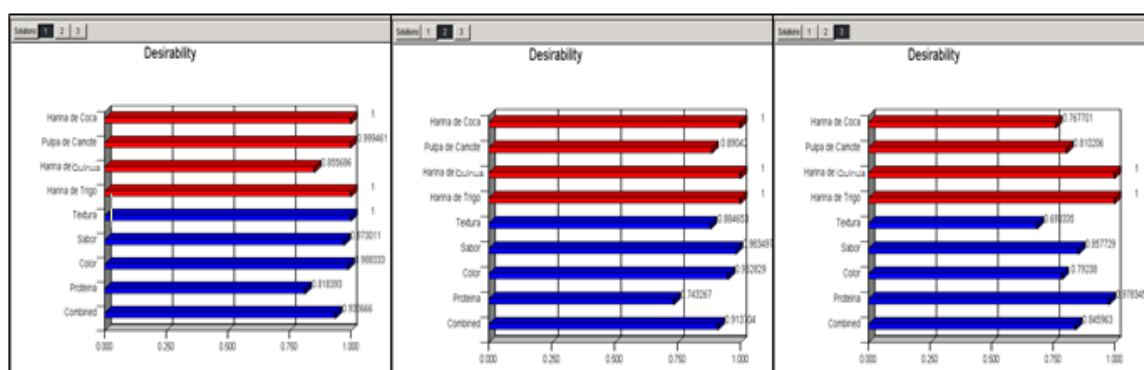 Solutions 1 2 3
Desirability
Harina de Coca 1
Pulpa de Camote 0.999461
Harina de Quinua 0.855686
Harina de Trigo 1
Textura 1
Sabor 0.973011
Color 0.988333
Proteina 0.818393
Combined
0.000 0.250 0.500 0.750 1.000
Solutions 1 2 3
Desirability
Harina de Coca 1
Pulpa de Camote 0.89042
Harina de Quinua 1
Harina de Trigo 1
Textura 0.884653
Sabor 0.983497
Color
Proteina 0.743267
Combined 0.913704
0.000 0.250 0.500 0.750 1.000
Solutions 1 2 3
Desirability
Harina de Coca 0.767701
Pulpa de Camote 0.810206
Harina de Quinua 1
Harina de Trigo 1
Textura
Sabor 0.857729
Color 0.79238
Proteina 0.978345
Combined 0.845963
0.000 0.250 0.500 0.750 1.000